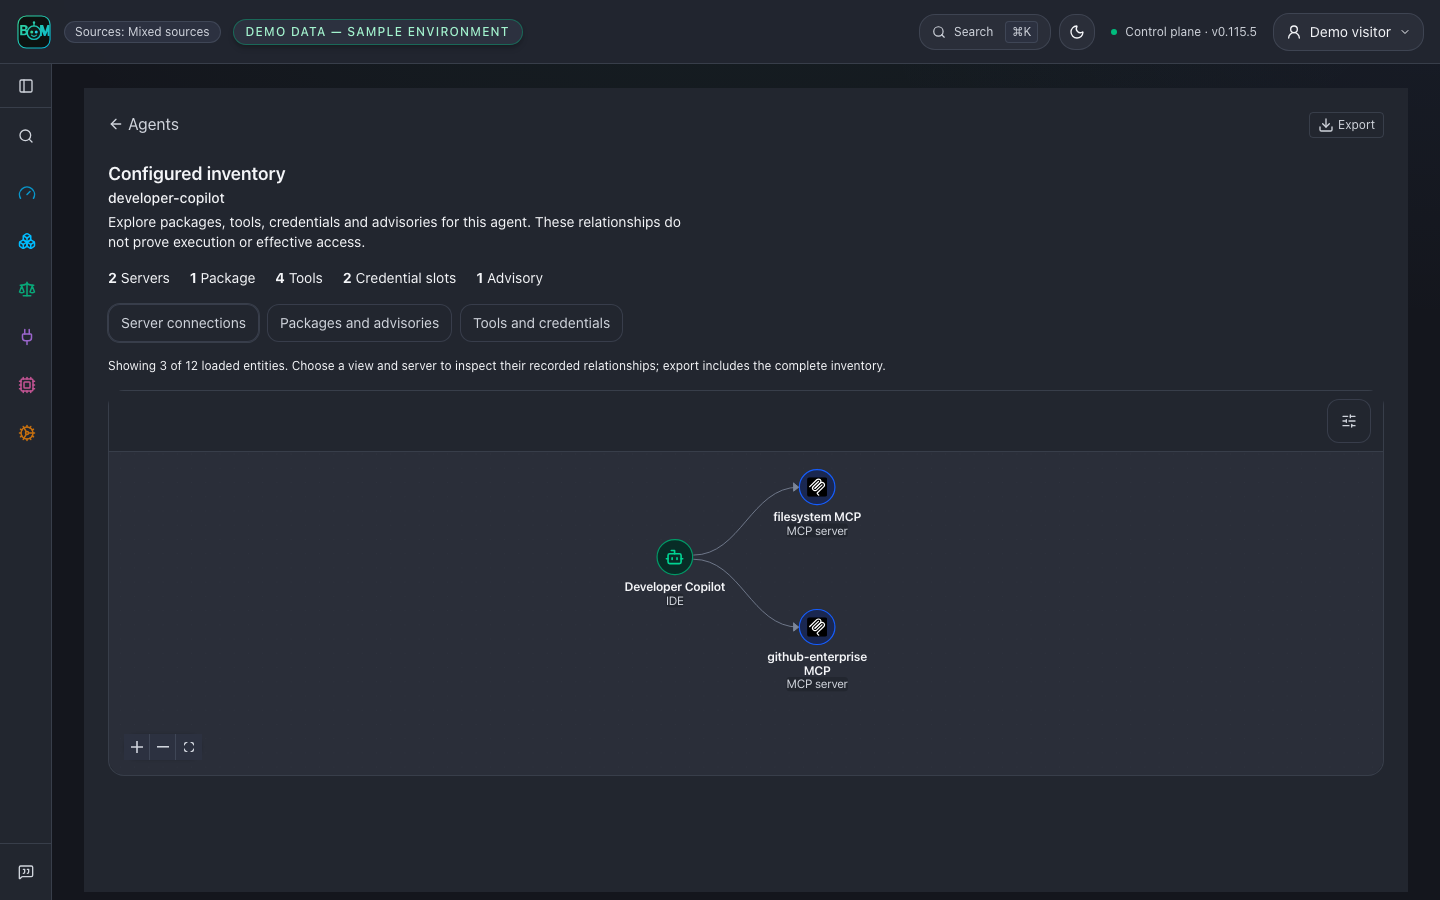 BOM
Sources: Mixed sources
DEMO DATA — SAMPLE ENVIRONMENT
Search
⌘K
Control plane · v0.115.5
Demo visitor
Agents
Export
Configured inventory
developer-copilot
Explore packages, tools, credentials and advisories for this agent. These relationships do
not prove execution or effective access.
2 Servers 1 Package 4 Tools 2 Credential slots 1 Advisory
Server connections
Packages and advisories
Tools and credentials
Showing 3 of 12 loaded entities. Choose a view and server to inspect their recorded relationships; export includes the complete inventory.
filesystem MCP
MCP server
Developer Copilot
IDE
github-enterprise
MCP
MCP server